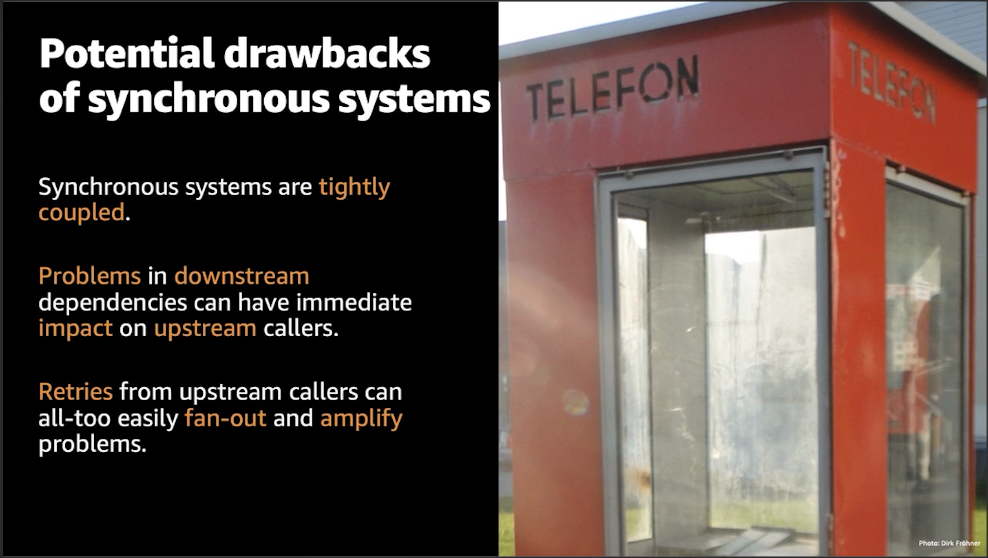 Potential drawbacks
of synchronous systems
Synchronous systems are tightly
coupled.
Problems in downstream
dependencies can have immediate
impact on upstream callers.
Retries from upstream callers can
all-too easily fan-out and amplify
problems.
TELEFON
TELEFON
Photo: Dirk Fröhner